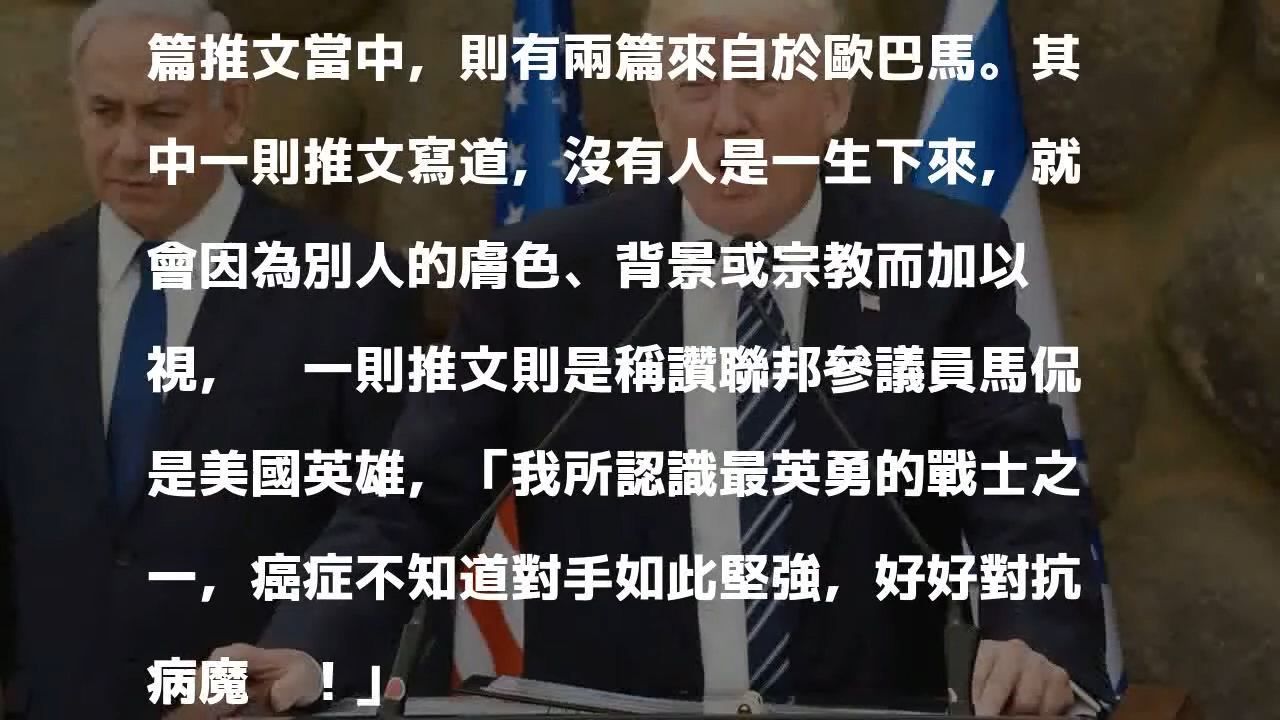 篇推文當中，則有兩篇來自於歐巴馬。其
中一則推文寫道，沒有人是一生下來，就
會因為別人的膚色、背景或宗教而加以
視，　一則推文則是稱讚聯邦參議員馬侃
是美國英雄，「我所認識最英勇的戰士之
一，癌症不知道對手如此堅強，好好對抗
病魔　！」